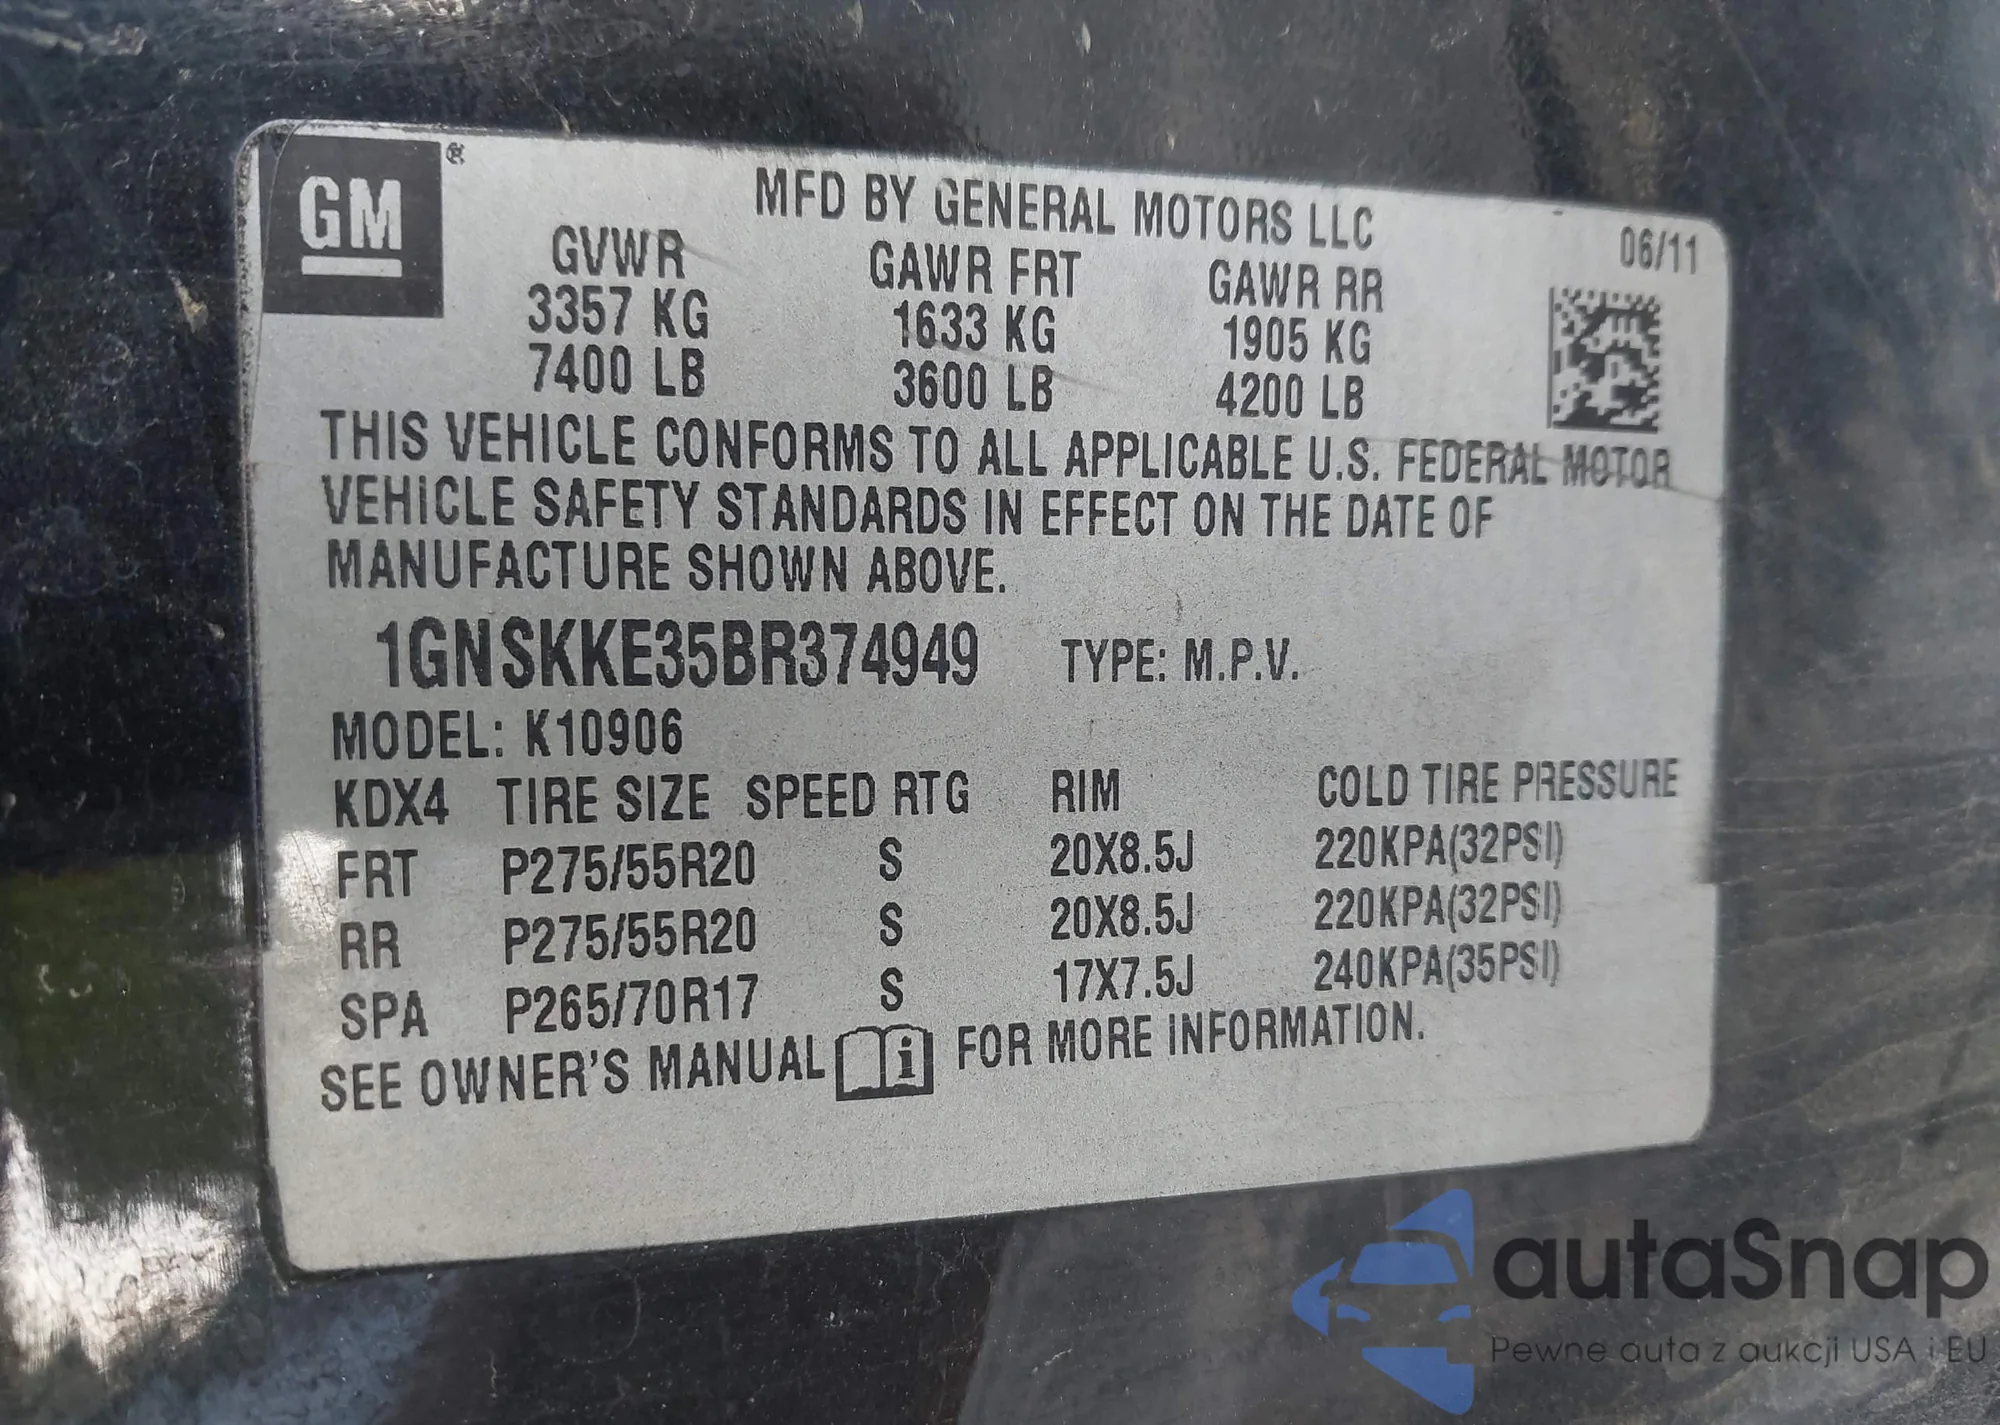 GM ®
MFD BY GENERAL MOTORS LLC
06/11
GVWR GAWR FRT GAWR RR
3357 KG 1633 KG 1905 KG
7400 LB 3600 LB 4200 LB
THIS VEHICLE CONFORMS TO ALL APPLICABLE U.S. FEDERAL MOTOR
VEHICLE SAFETY STANDARDS IN EFFECT ON THE DATE OF
MANUFACTURE SHOWN ABOVE.
1GNSKKE35BR374949 TYPE: M.P.V.
MODEL: K10906
KDX4 TIRE SIZE SPEED RTG RIM COLD TIRE PRESSURE
FRT P275/55R20 S 20X8.5J 220KPA(32PSI)
RR P275/55R20 S 20X8.5J 220KPA(32PSI)
SPA P265/70R17 S 17X7.5J 240KPA(35PSI)
SEE OWNER'S MANUAL i FOR MORE INFORMATION.
autaSnap
Pewne auta z aukcji USA i EU